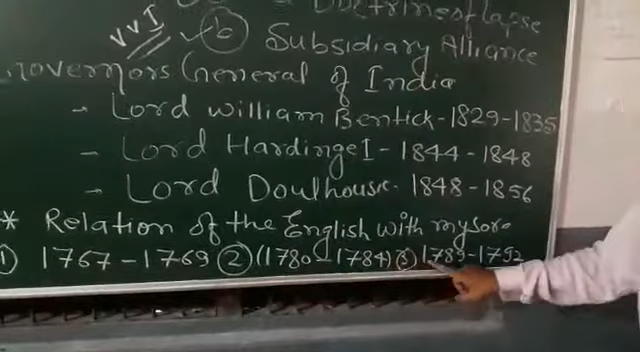 Doctrine of lapse
VVI (b) Subsidiary Alliance
Governors General of India
- Lord william Bentick - 1829-1835
- Lord Hardinge I - 1844 - 1848
- Lord Doulhousie - 1848 - 1856
* Relation of the English with mysore
① 1767 - 1769 ② (1780 - 1784) ③ 1789-1792